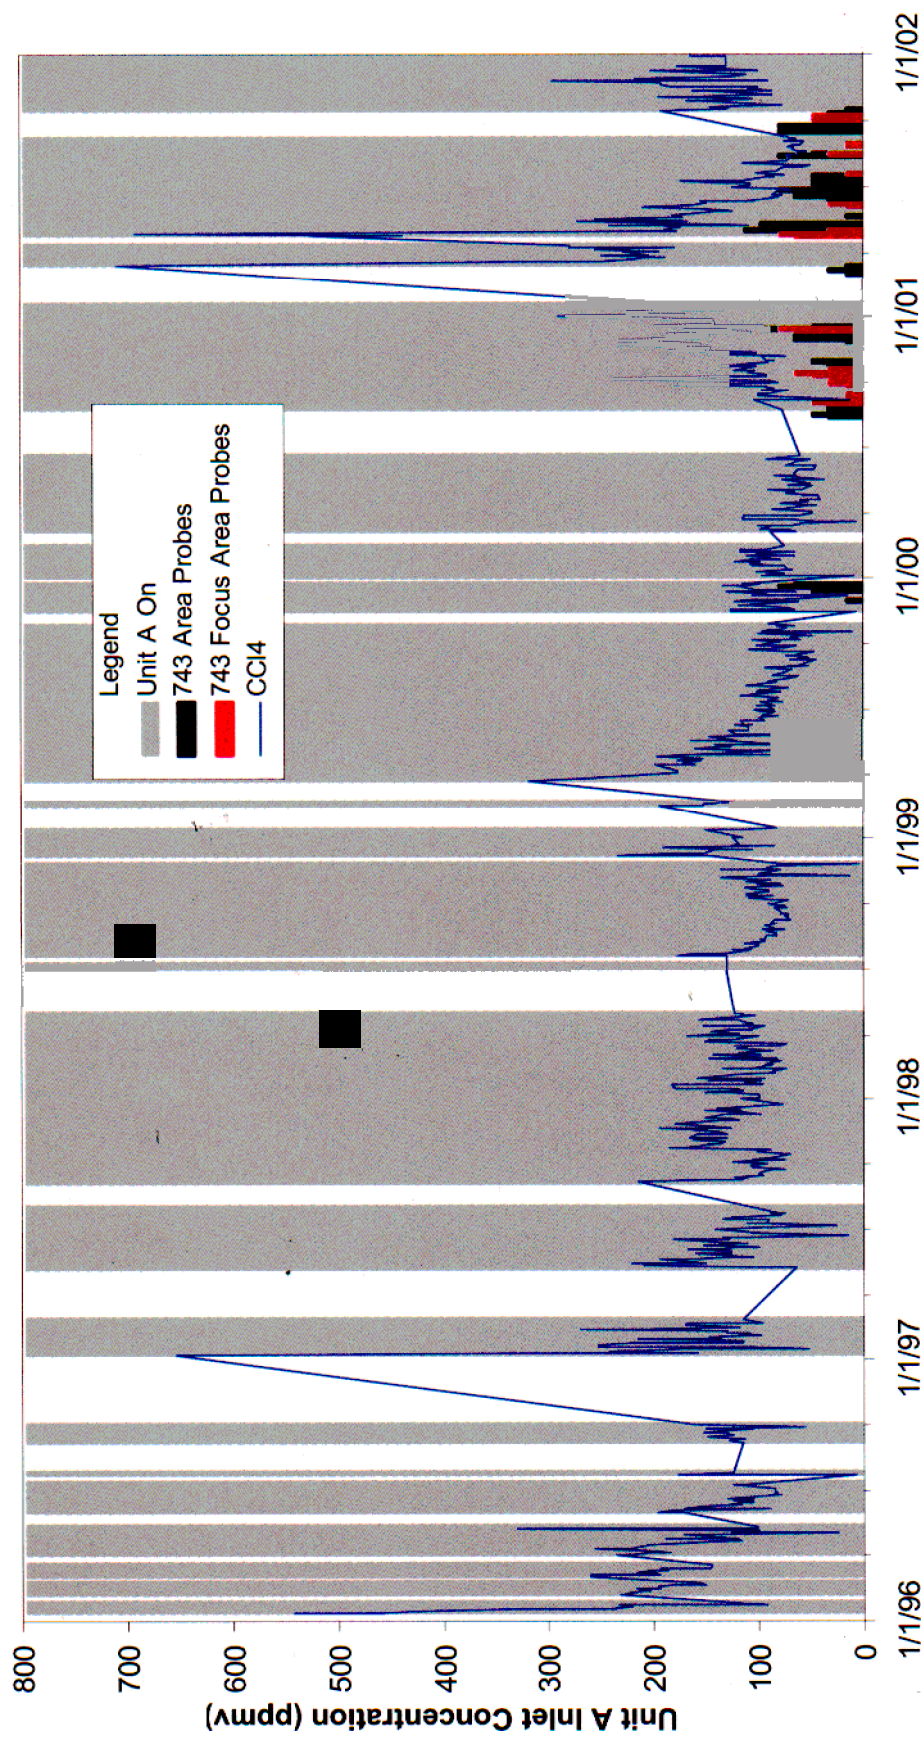 Unit A Inlet Concentration (ppmv)
800
700
600
500
400
300
200
100
0
Legend
Unit A On
743 Area Probes
743 Focus Area Probes
CCl4
1/1/96
1/1/97
1/1/98
1/1/99
1/1/00
1/1/01
1/1/02